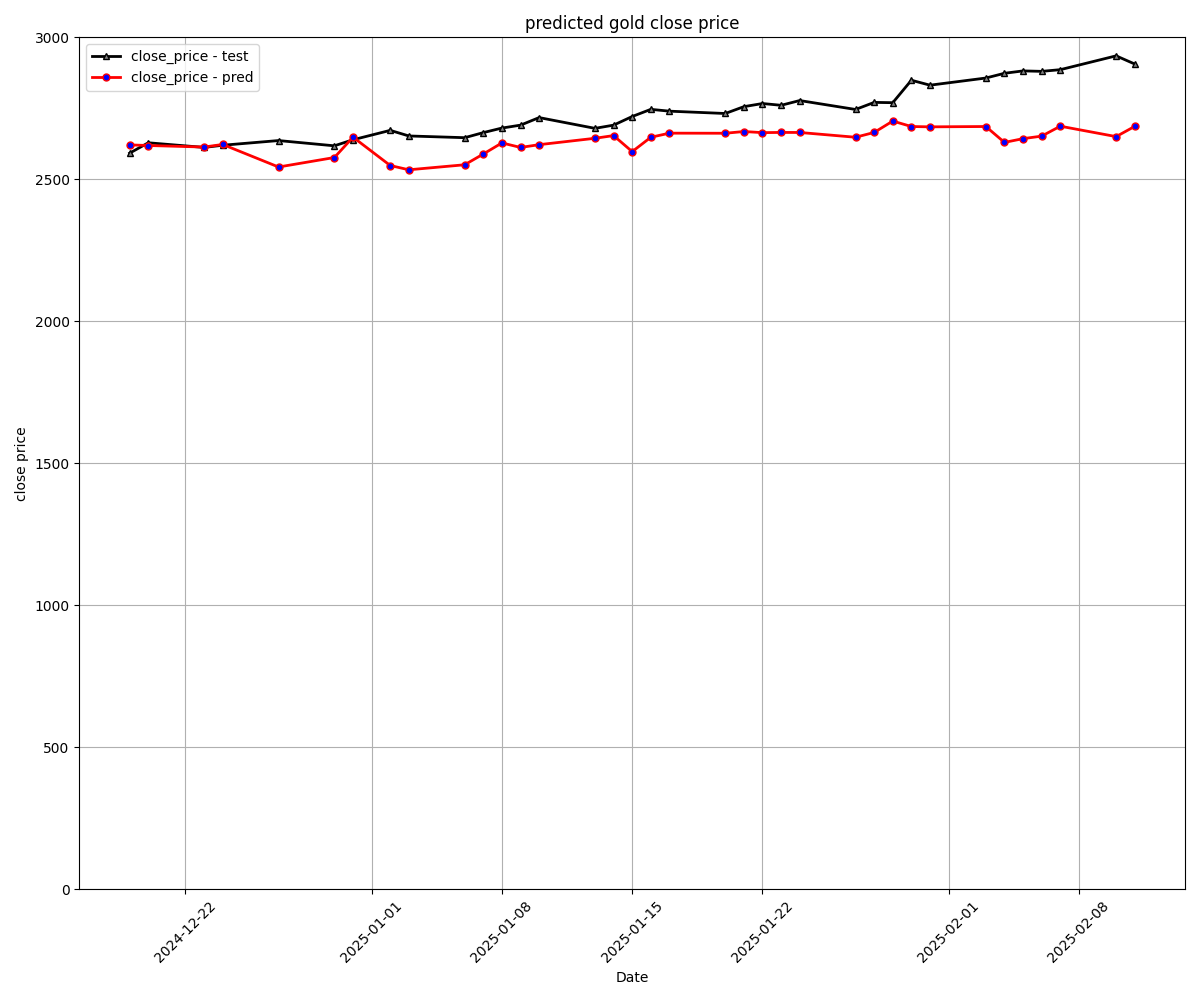 predicted gold close price
close_price - test
close_price - pred
3000
2500
2000
1500
1000
500
0
close price
2024-12-22
2025-01-01
2025-01-08
2025-01-15
2025-01-22
2025-02-01
2025-02-08
Date